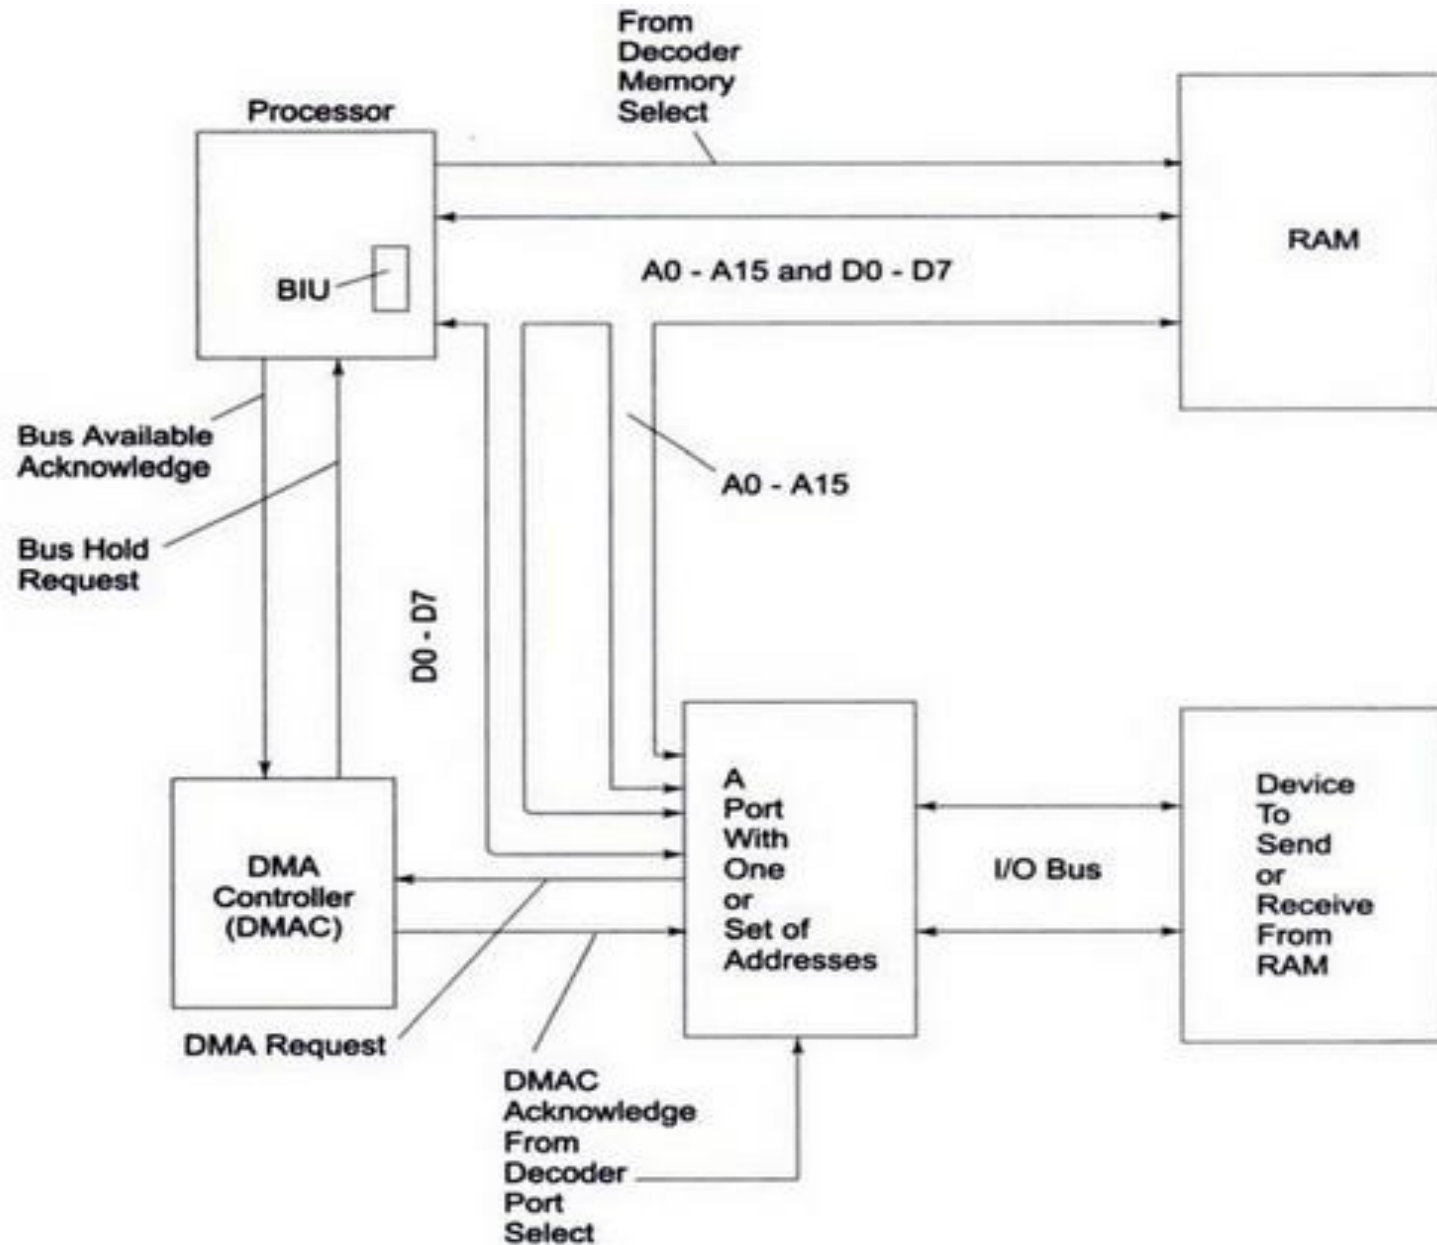 From
Decoder
Memory
Select
Processor
RAM
BIU
A0 - A15 and D0 - D7
Bus Available
Acknowledge
A0 - A15
Bus Hold
Request
D0 - D7
A
Port
With
One
or
Set of
Addresses
Device
To
Send
or
Receive
From
RAM
I/O Bus
DMA
Controller
(DMAC)
DMA Request
DMAC
Acknowledge
From
Decoder
Port
Select